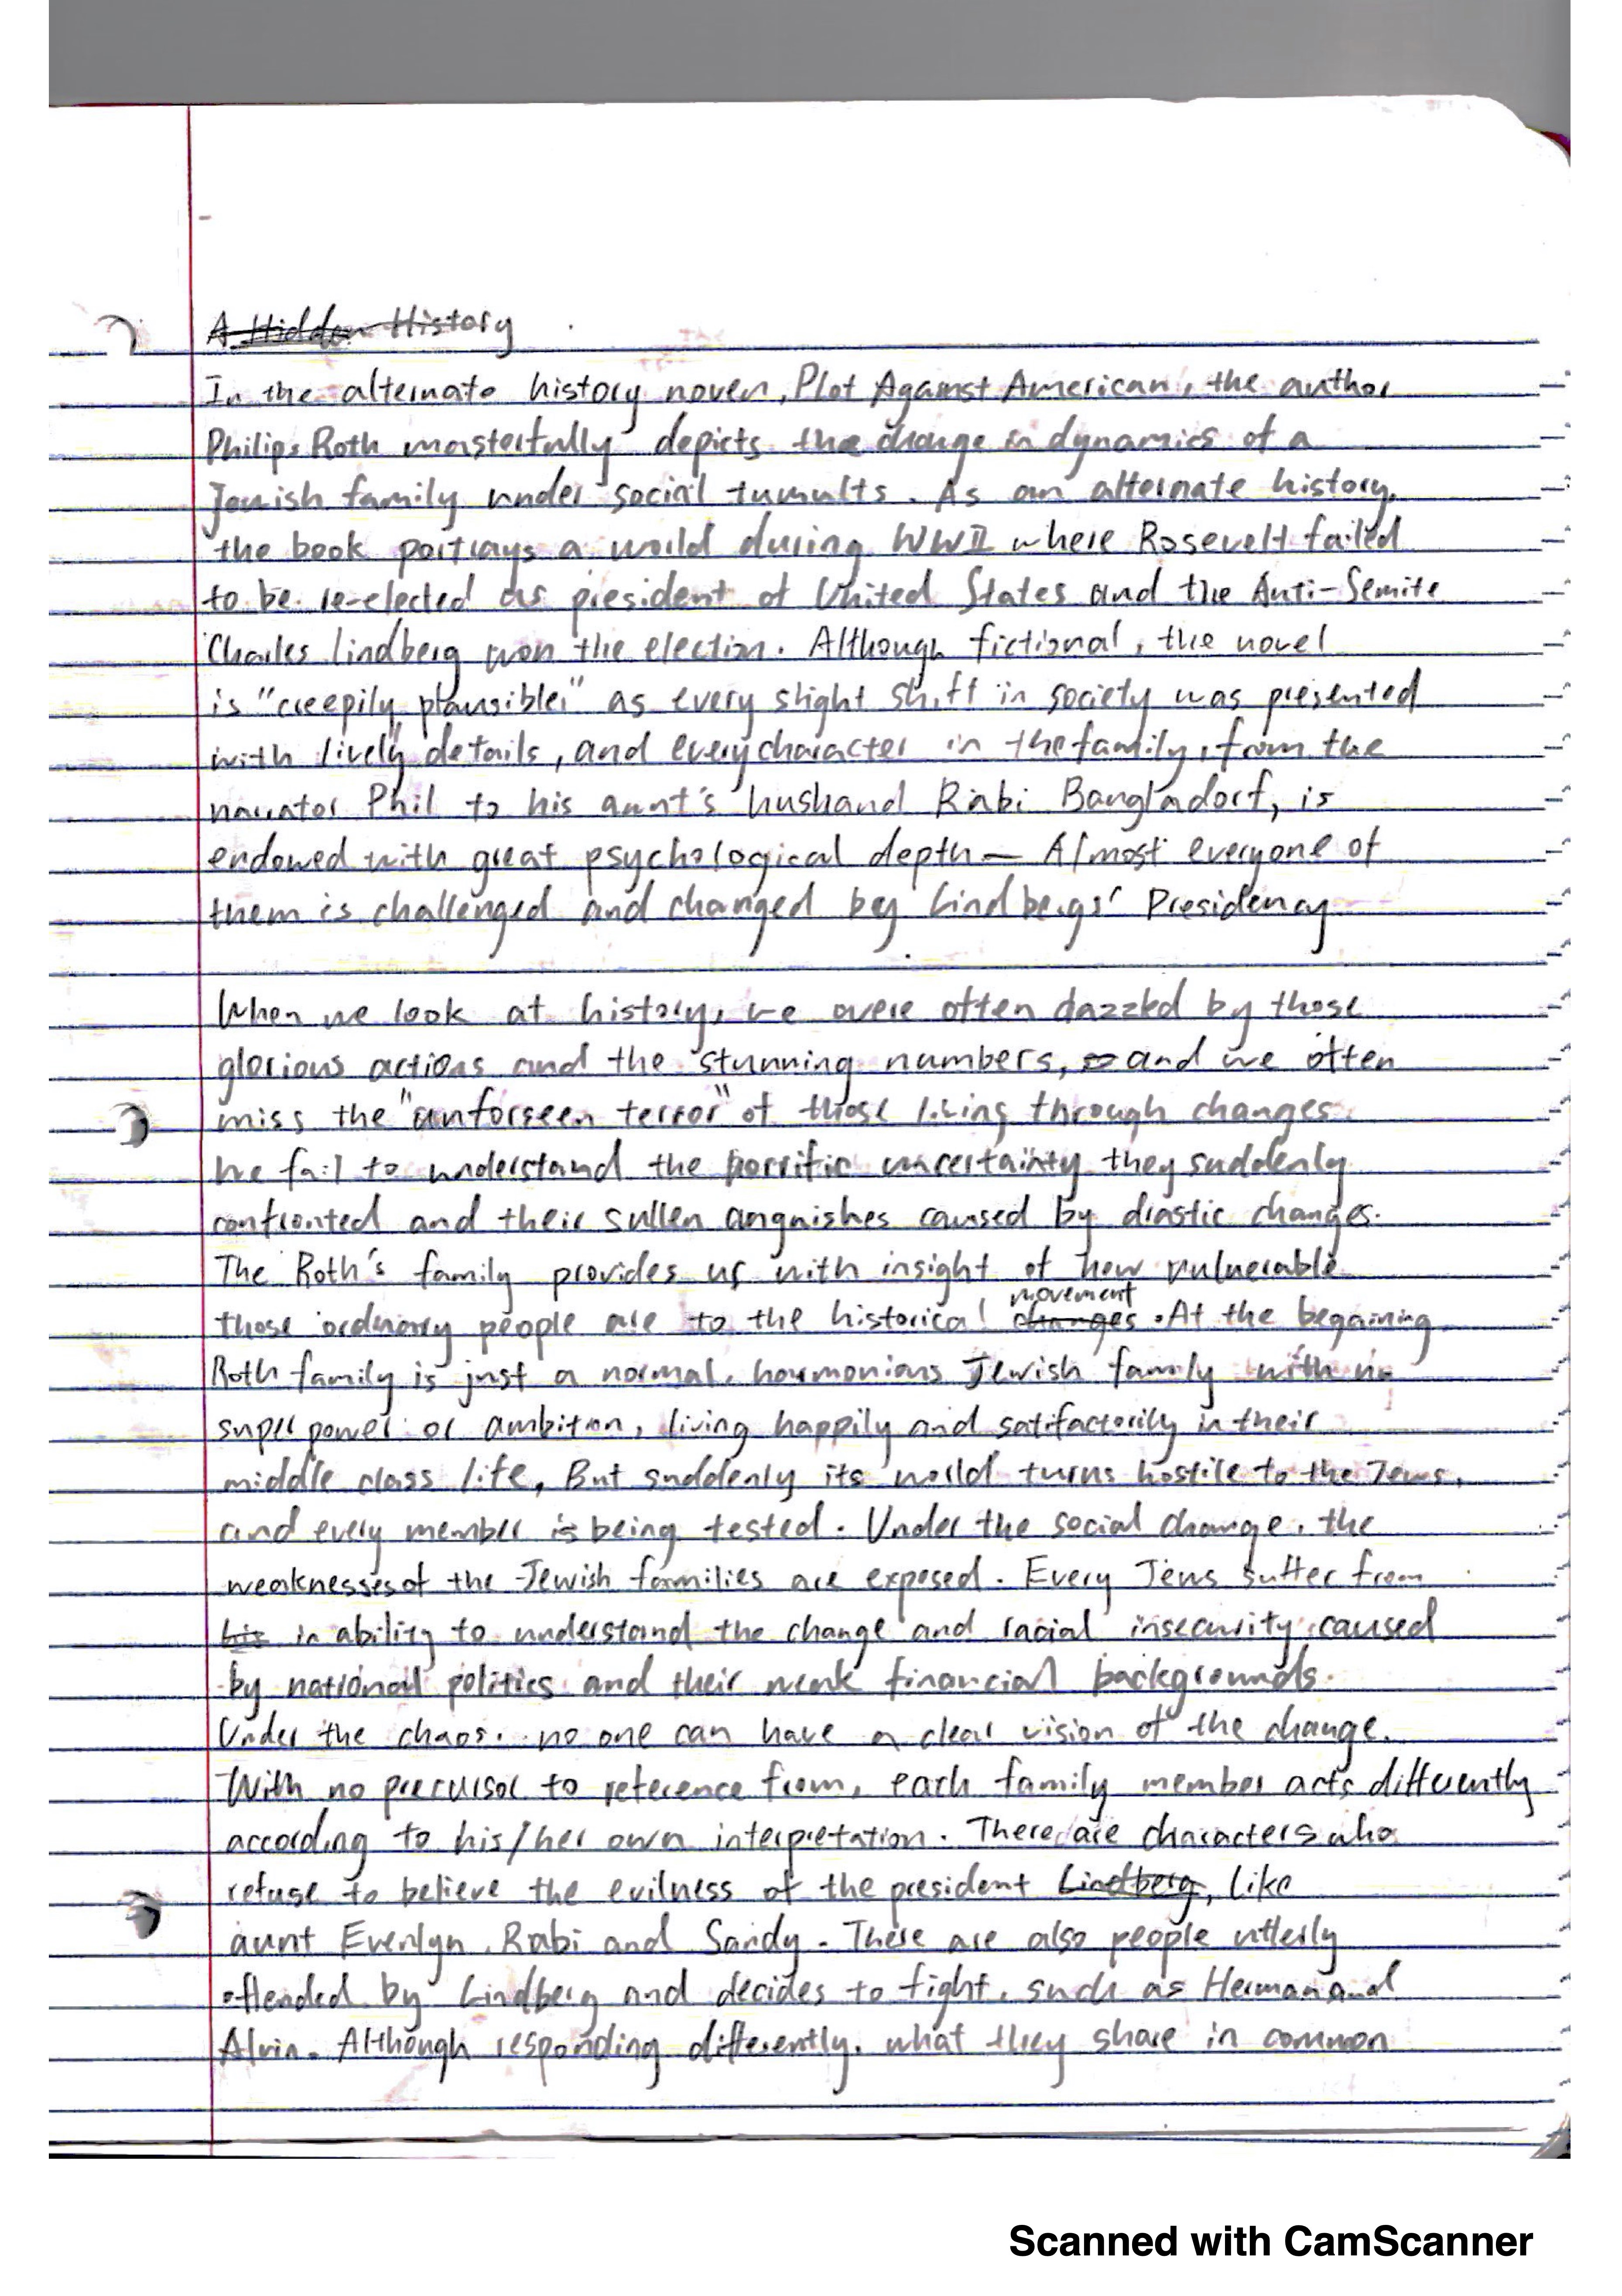 A Hidden History
In the alternate history noven, Plot Against American, the author
Philips Roth masterfully depicts the change in dynamics of a
Jewish family under social tumults. As an alternate history,
the book portrays a world during WWII where Rosevelt failed
to be re-elected as president of United States and the Anti-Semite
Charles lindberg won the election. Although fictional, the novel
is "creepily plausible," as every slight shift in society was presented
with lively details, and every character in the family, from the
narrator Phil to his aunt's husband Rabi Bangladorf, is
endowed with great psychological depth — Almost everyone of
them is challenged and changed by Lindbergs' Presidency
When we look at history, we were often dazzled by those
glorious actions and the stunning numbers, and we often
miss the "unforseen terror" of those living through changes.
We fail to understand the horrific uncertainty they suddenly
confronted and their sullen anguishes caused by drastic changes.
The Roth's family provides us with insight of how vulnerable
movement
those ordinary people are to the historical changes. At the begaining
Roth family is just a normal, harmonious Jewish family with no
super power or ambition, living happily and satifactorily in their
middle class life, But suddenly its world turns hostile to the Jews,
and every member is being tested. Under the social change, the
weaknesses of the Jewish families are exposed. Every Jews suffer from
his in ability to understand the change and racial insecurity caused
by national politics and their weak financial backgrounds.
Under the chaos, no one can have a clear vision of the change.
With no precursor to reference from, each family member acts differently
according to his/her own interpretation. There are characters who
refuse to believe the evilness of the president Lindberg, like
aunt Evenlyn, Rabi and Sandy. There are also people utterly
offended by Lindberg and decides to fight, such as Herman and
Alvin. Although responding differently, what they share in common
Scanned with CamScanner